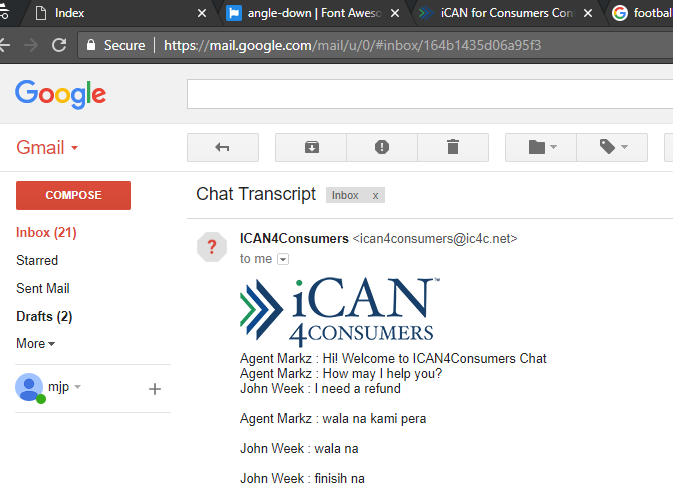 Index
angle-down | Font Aweso
iCAN for Consumers Con
football
Secure
https://mail.google.com/mail/u/0/#inbox/164b1435d06a95f3
Google
Gmail
COMPOSE
Inbox (21)
Starred
Sent Mail
Drafts (2)
More
mjp
Chat Transcript
Inbox x
ICAN4Consumers <ican4consumers@ic4c.net>
to me
iCAN™
4CONSUMERS
Agent Markz : Hi! Welcome to ICAN4Consumers Chat
Agent Markz : How may I help you?
John Week : I need a refund
Agent Markz : wala na kami pera
John Week : wala na
John Week : finisih na